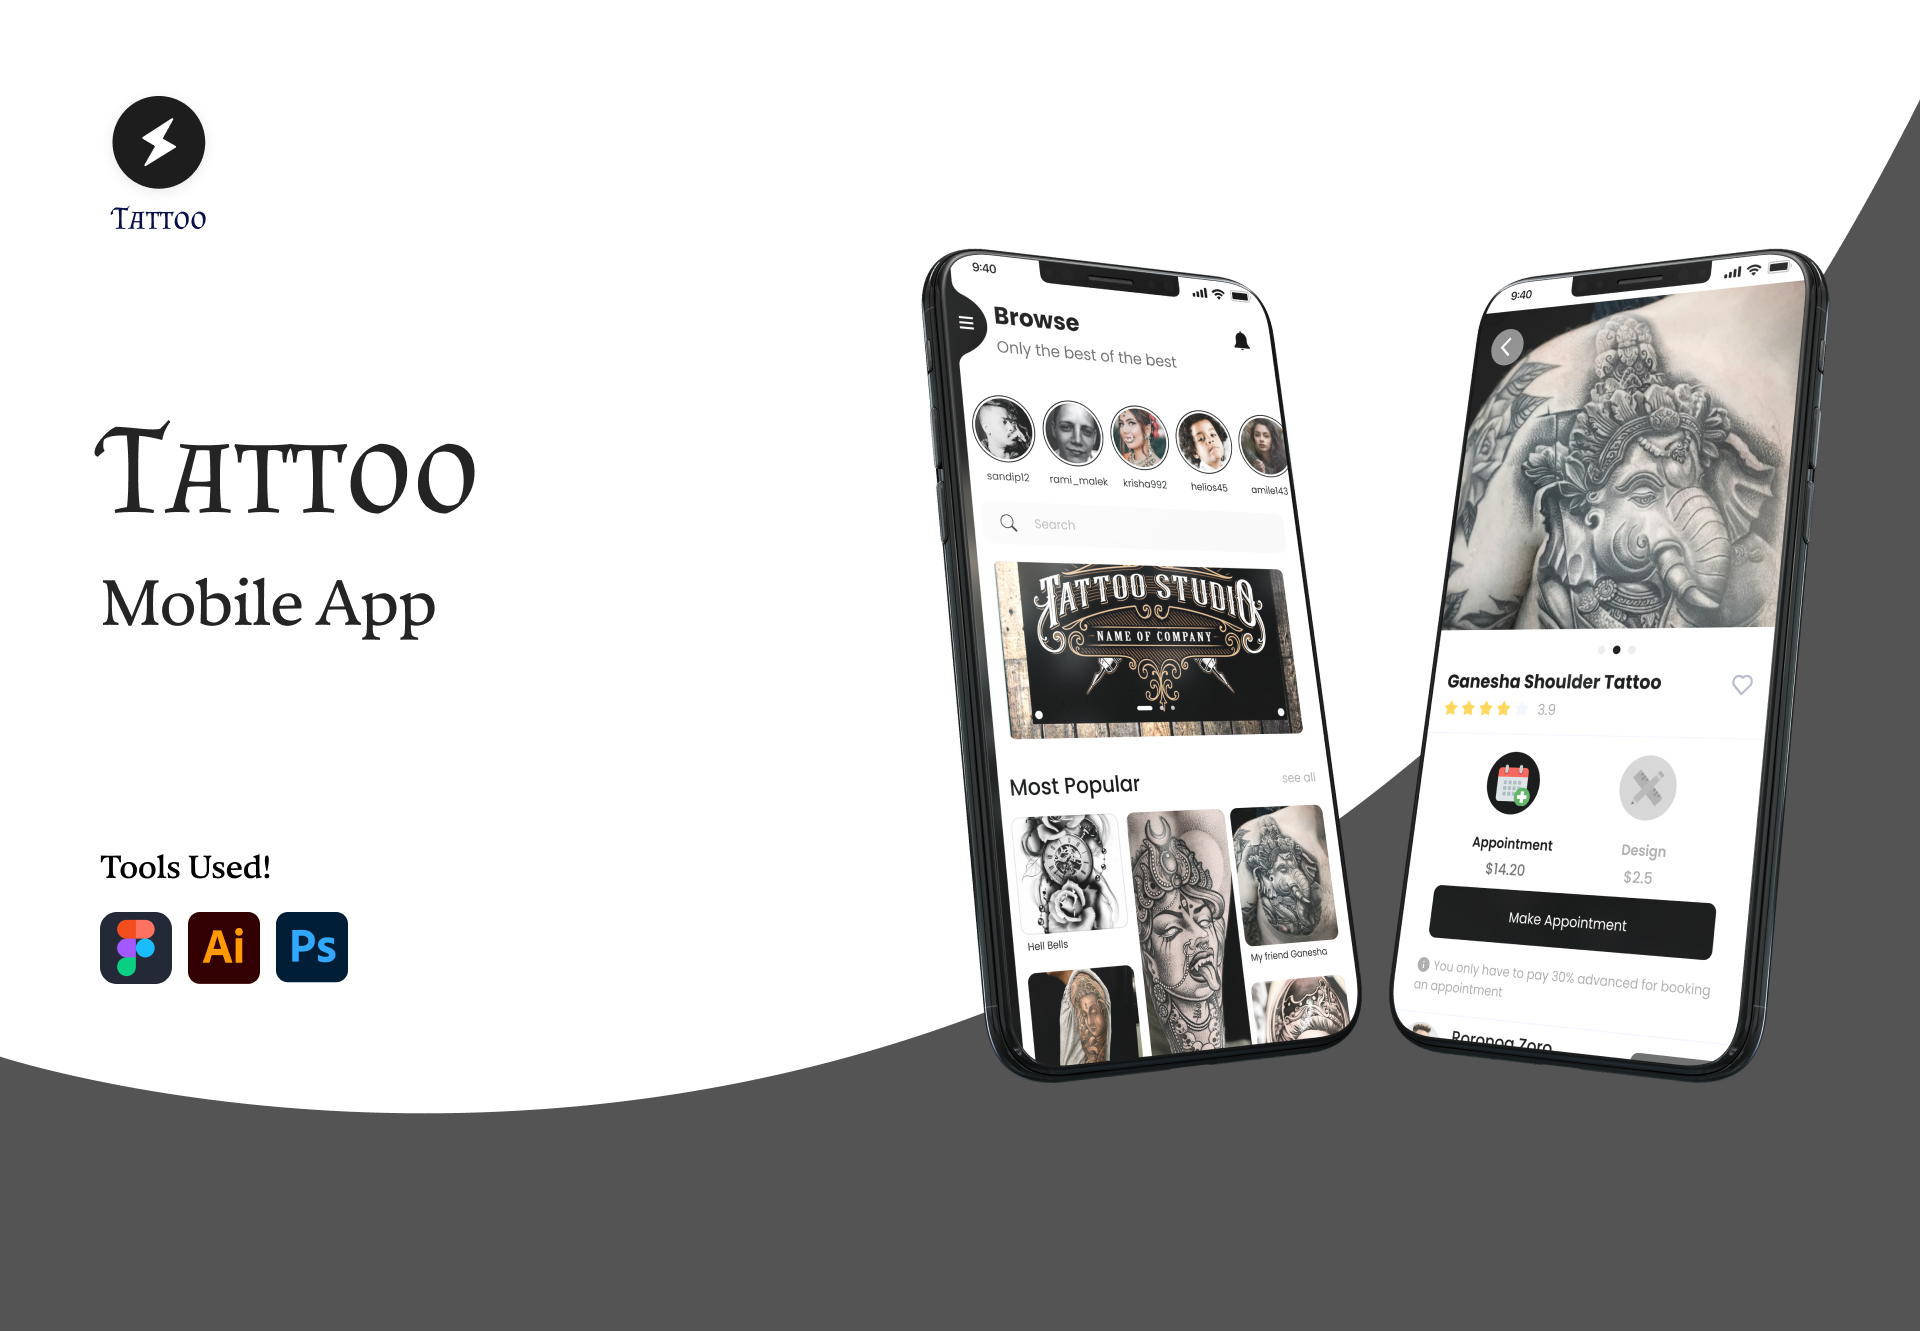 TATTOO
TATTOO
Mobile App
Tools Used!
Ai
Ps
9:40
Browse
Only the best of the best
sandip12
rami_malek
krisha992
helios45
amile143
Search
TATTOO STUDIO
NAME OF COMPANY
Most Popular
see all
Hell Bells
My friend Ganesha
9:40
Ganesha Shoulder Tattoo
3.9
Appointment
$14.20
Design
$2.5
Make Appointment
You only have to pay 30% advanced for booking
an appointment
Roronoa Zoro